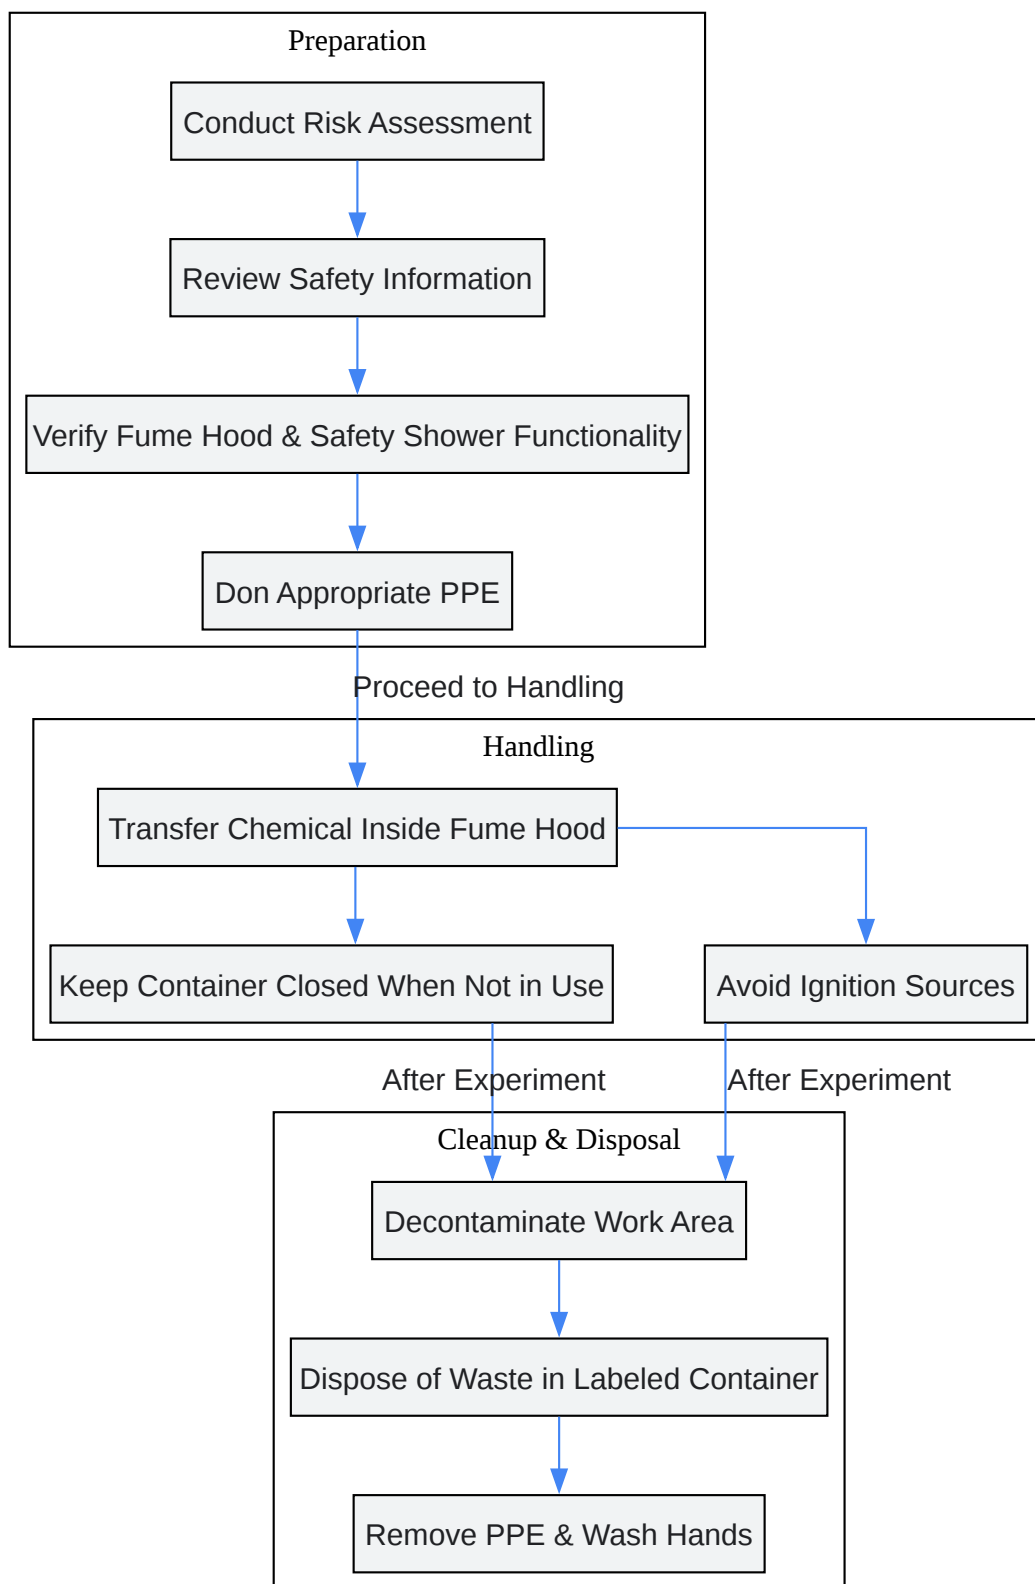 Preparation
Conduct Risk Assessment
Review Safety Information
Verify Fume Hood & Safety Shower Functionality
Don Appropriate PPE
Proceed to Handling
Handling
Transfer Chemical Inside Fume Hood
Keep Container Closed When Not in Use
Avoid Ignition Sources
After Experiment
After Experiment
Cleanup & Disposal
Decontaminate Work Area
Dispose of Waste in Labeled Container
Remove PPE & Wash Hands